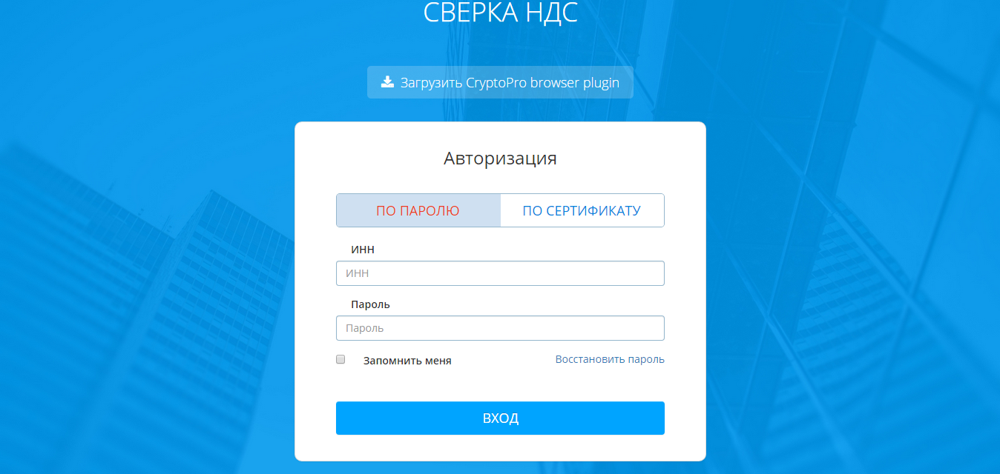 СВЕРКА НДС
Загрузить CryptoPro browser plugin
Авторизация
ПО ПАРОЛЮ ПО СЕРТИФИКАТУ
ИНН
ИНН
Пароль
Пароль
Запомнить меня Восстановить пароль
ВХОД